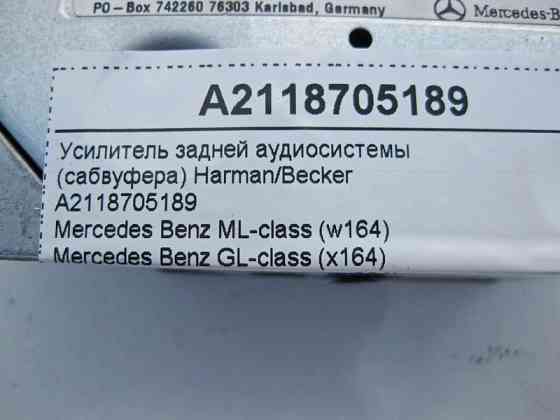 PO – Box 742260 76303 Karlsbad, Germany
Mercedes-B
A2118705189
Усилитель задней аудиосистемы
(сабвуфера) Harman/Becker
A2118705189
Mercedes Benz ML-class (w164)
Mercedes Benz GL-class (x164)